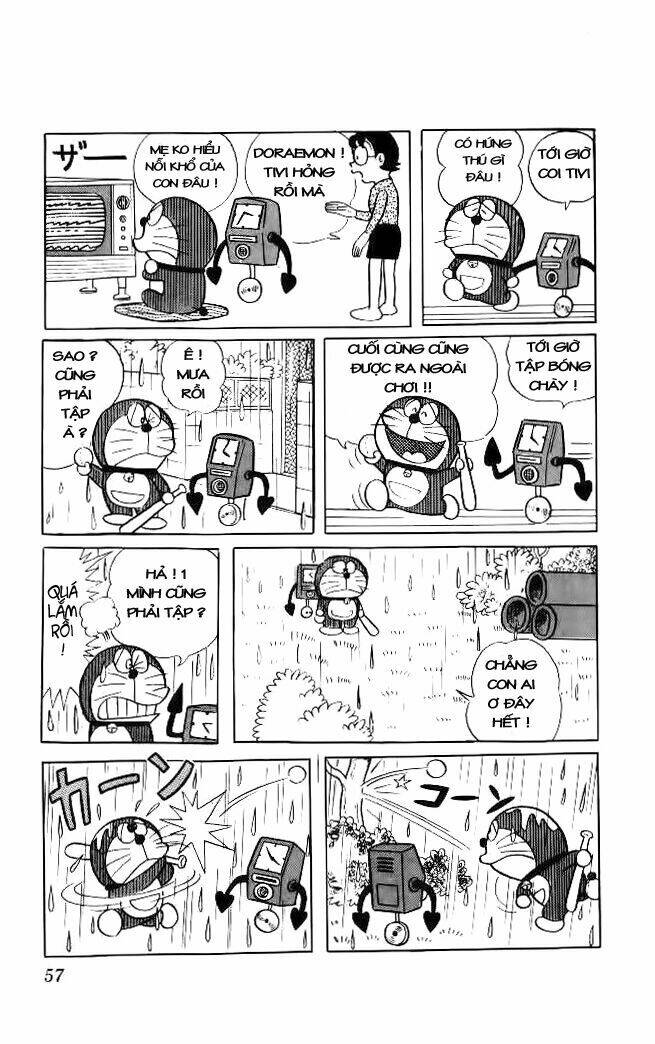 TỚI GIỜ
COI TIVI
CÓ HỨNG
THÚ GÌ
ĐÂU !
DORAEMON !
TIVI HỎNG
RỒI MÀ
MẸ KO HIỂU
NỖI KHỔ CỦA
CON ĐÂU !
ザー
TỚI GIỜ
TẬP BÓNG
CHÀY !
CUỐI CÙNG CŨNG
ĐƯỢC RA NGOÀI
CHƠI !!
Ê !
MƯA
RỒI
SAO ?
CŨNG
PHẢI
TẬP
À ?
CHẲNG
CON AI
Ơ ĐÂY
HẾT !
HẢ ! 1
MÌNH CŨNG
PHẢI TẬP ?
QUÁ
LẮM
RỒI
!
コーン
カーン
57